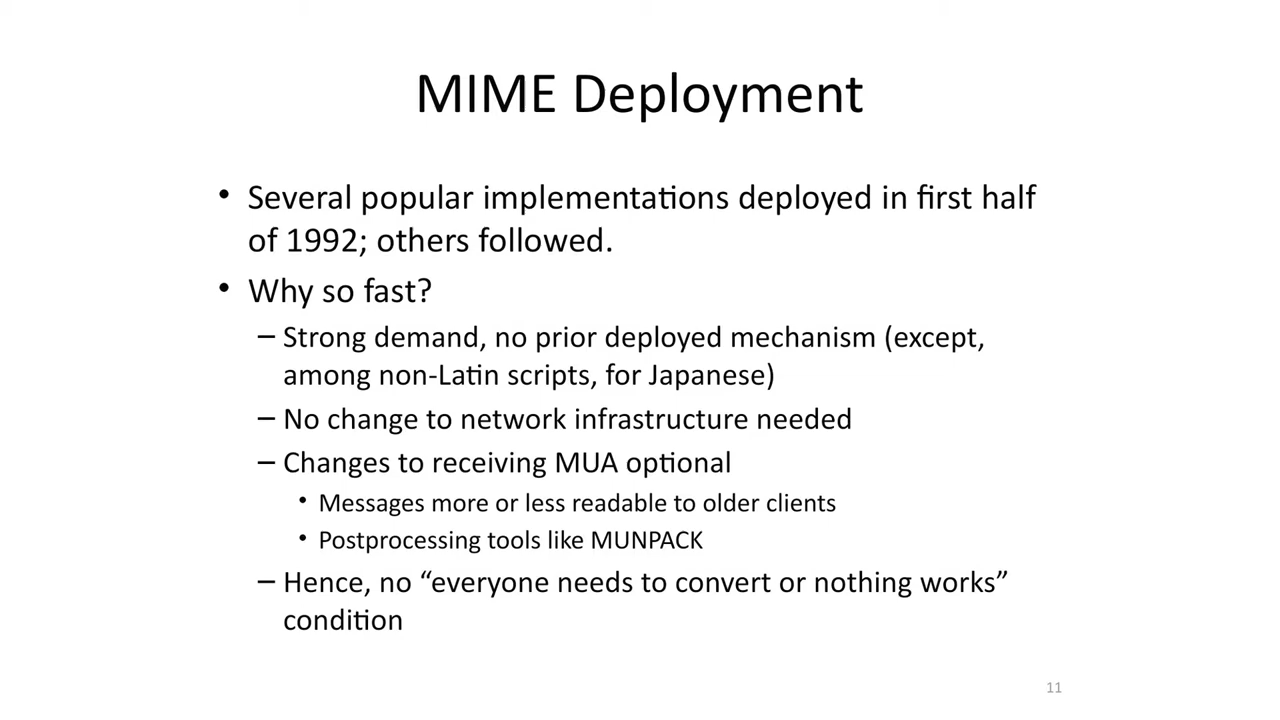 MIME Deployment
• Several popular implementations deployed in first half
of 1992; others followed.
• Why so fast?
– Strong demand, no prior deployed mechanism (except,
among non-Latin scripts, for Japanese)
– No change to network infrastructure needed
– Changes to receiving MUA optional
• Messages more or less readable to older clients
• Postprocessing tools like MUNPACK
– Hence, no “everyone needs to convert or nothing works”
condition
11